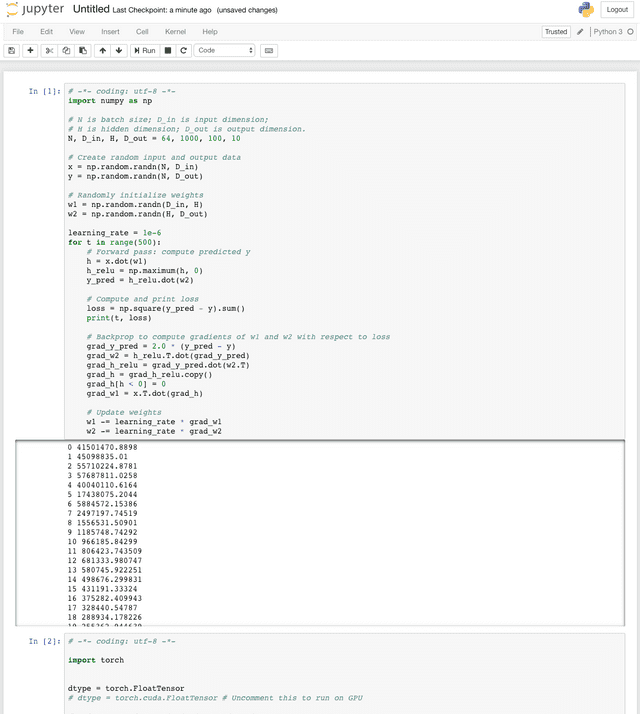 jupyter Untitled Last Checkpoint: a minute ago (unsaved changes)
Logout
File Edit View Insert Cell Kernel Help
Trusted Python 3
Run Code
In [1]:
# -*- coding: utf-8 -*-
import numpy as np
# N is batch size; D_in is input dimension;
# H is hidden dimension; D_out is output dimension.
N, D_in, H, D_out = 64, 1000, 100, 10
# Create random input and output data
x = np.random.randn(N, D_in)
y = np.random.randn(N, D_out)
# Randomly initialize weights
w1 = np.random.randn(D_in, H)
w2 = np.random.randn(H, D_out)
learning_rate = 1e-6
for t in range(500):
# Forward pass: compute predicted y
h = x.dot(w1)
h_relu = np.maximum(h, 0)
y_pred = h_relu.dot(w2)
# Compute and print loss
loss = np.square(y_pred - y).sum()
print(t, loss)
# Backprop to compute gradients of w1 and w2 with respect to loss
grad_y_pred = 2.0 * (y_pred - y)
grad_w2 = h_relu.T.dot(grad_y_pred)
grad_h_relu = grad_y_pred.dot(w2.T)
grad_h = grad_h_relu.copy()
grad_h[h < 0] = 0
grad_w1 = x.T.dot(grad_h)
# Update weights
w1 -= learning_rate * grad_w1
w2 -= learning_rate * grad_w2
0 41501470.8898
1 45098835.01
2 55710224.8781
3 57687811.0258
4 40040110.6164
5 17438075.2044
6 5884572.15386
7 2497197.74519
8 1556531.50901
9 1185748.74292
10 966185.84299
11 806423.743509
12 681333.980747
13 580745.922251
14 498676.299831
15 431191.33324
16 375282.409943
17 328440.54787
18 288934.178226
In [2]:
# -*- coding: utf-8 -*-
import torch
dtype = torch.FloatTensor
# dtype = torch.cuda.FloatTensor # Uncomment this to run on GPU